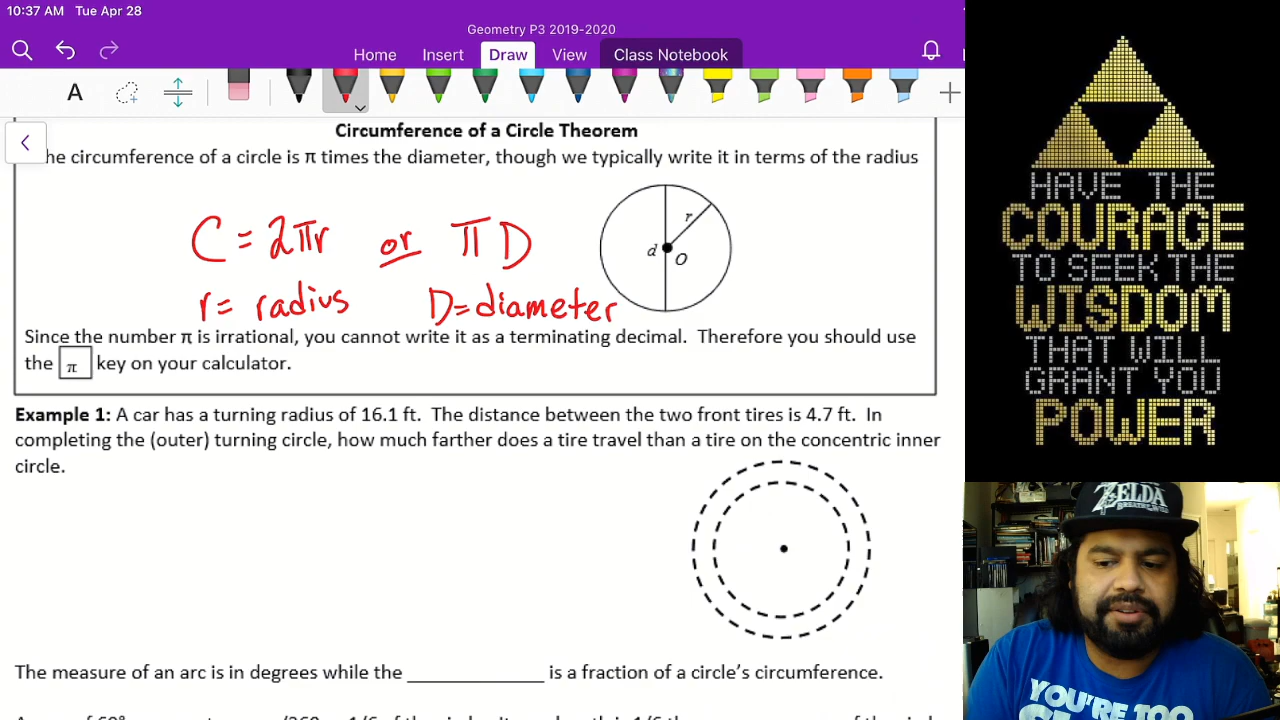 10:37 AM Tue Apr 28
Geometry P3 2019-2020
Home Insert Draw View Class Notebook
A
Circumference of a Circle Theorem
he circumference of a circle is π times the diameter, though we typically write it in terms of the radius
C = 2πr or π D
r = radius D = diameter
r
d
O
Since the number π is irrational, you cannot write it as a terminating decimal. Therefore you should use
the π key on your calculator.
Example 1: A car has a turning radius of 16.1 ft. The distance between the two front tires is 4.7 ft. In
completing the (outer) turning circle, how much farther does a tire travel than a tire on the concentric inner
circle.
The measure of an arc is in degrees while the ______________ is a fraction of a circle's circumference.
HAVE THE
COURAGE
TO SEEK THE
WISDOM
THAT WILL
GRANT YOU
POWER
ZELDA
YOU'RE TOO